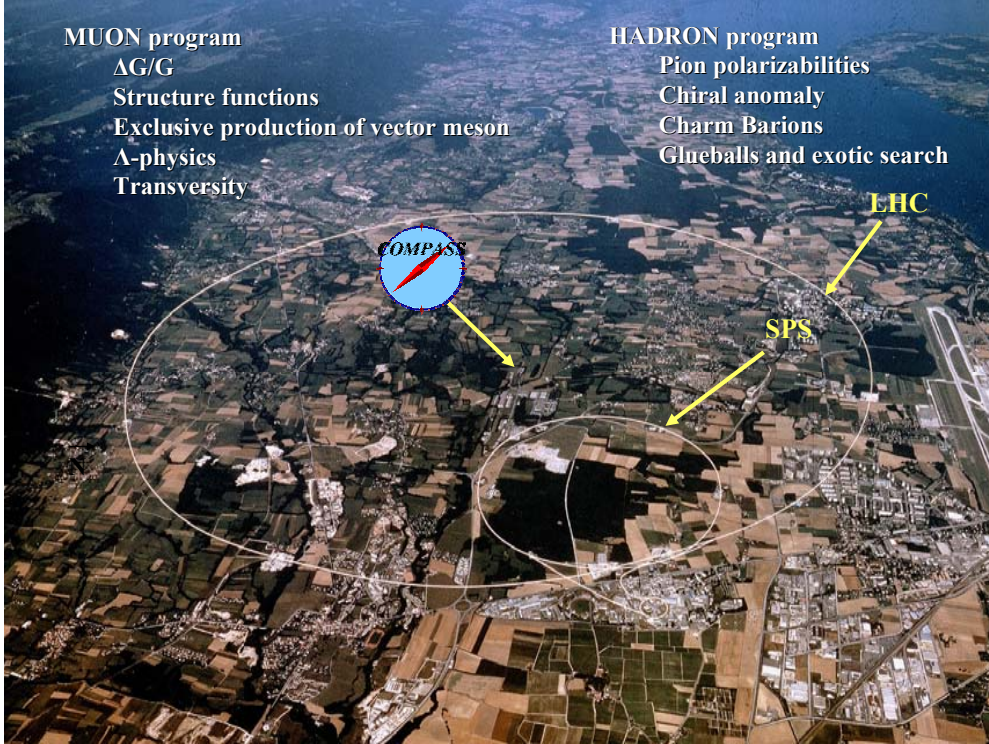 MUON program
ΔG/G
Structure functions
Exclusive production of vector meson
Λ-physics
Transversity
HADRON program
Pion polarizabilities
Chiral anomaly
Charm Barions
Glueballs and exotic search
LHC
COMPASS
SPS